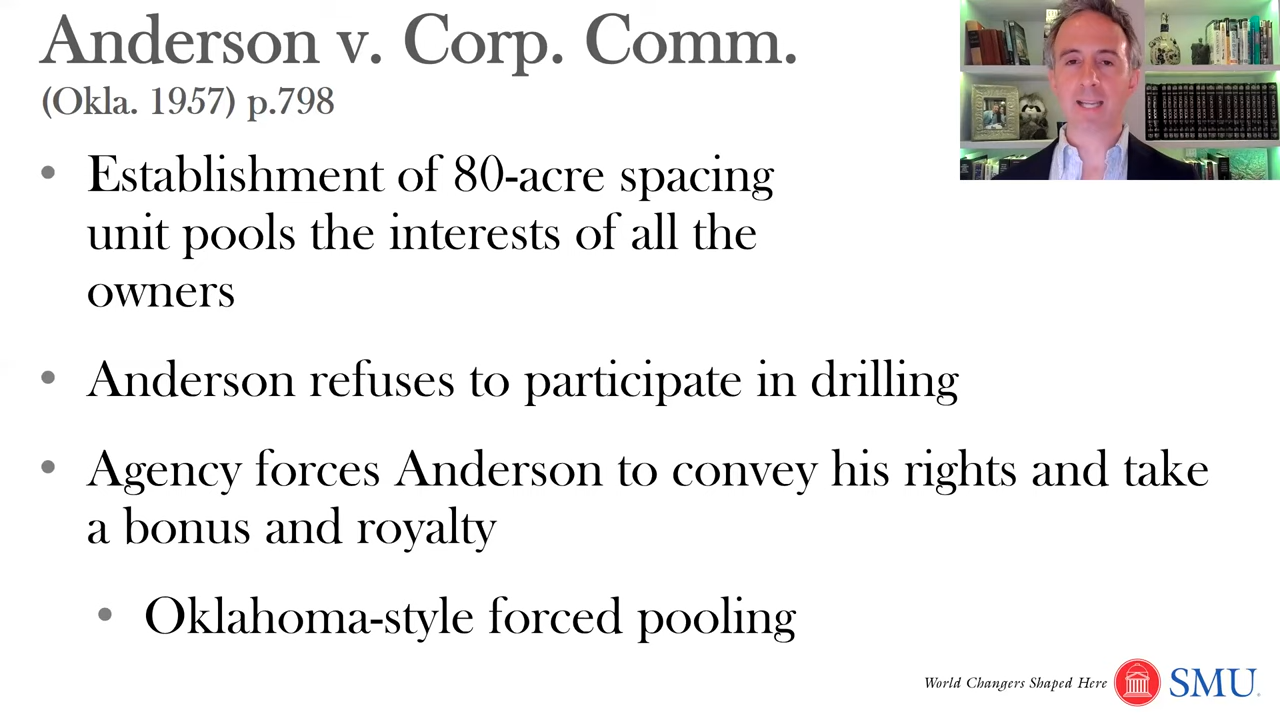 Anderson v. Corp. Comm.
(Okla. 1957) p.798
• Establishment of 80-acre spacing
unit pools the interests of all the
owners
• Anderson refuses to participate in drilling
• Agency forces Anderson to convey his rights and take
a bonus and royalty
• Oklahoma-style forced pooling
World Changers Shaped Here
SMU